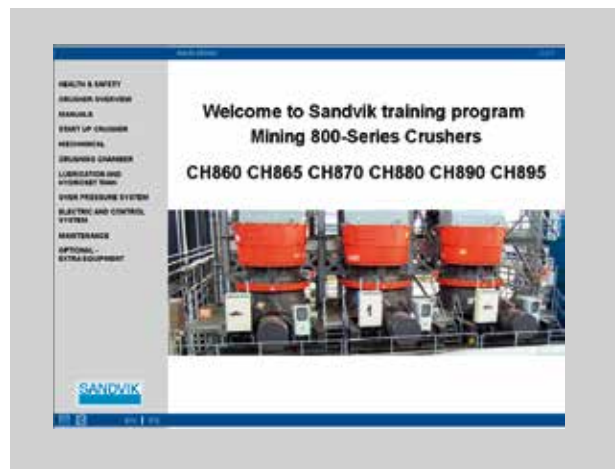 HEALTH & SAFETY
CRUSHER OVERVIEW
MANUALS
START UP CRUSHER
MECHANICAL
CRUSHING CHAMBER
LUBRICATION AND
HYDROSET TANK
OVER PRESSURE SYSTEM
ELECTRIC AND CONTROL
SYSTEM
MAINTENANCE
OPTIONAL -
EXTRA EQUIPMENT
Welcome to Sandvik training program
Mining 800-Series Crushers
CH860 CH865 CH870 CH880 CH890 CH895
SANDVIK